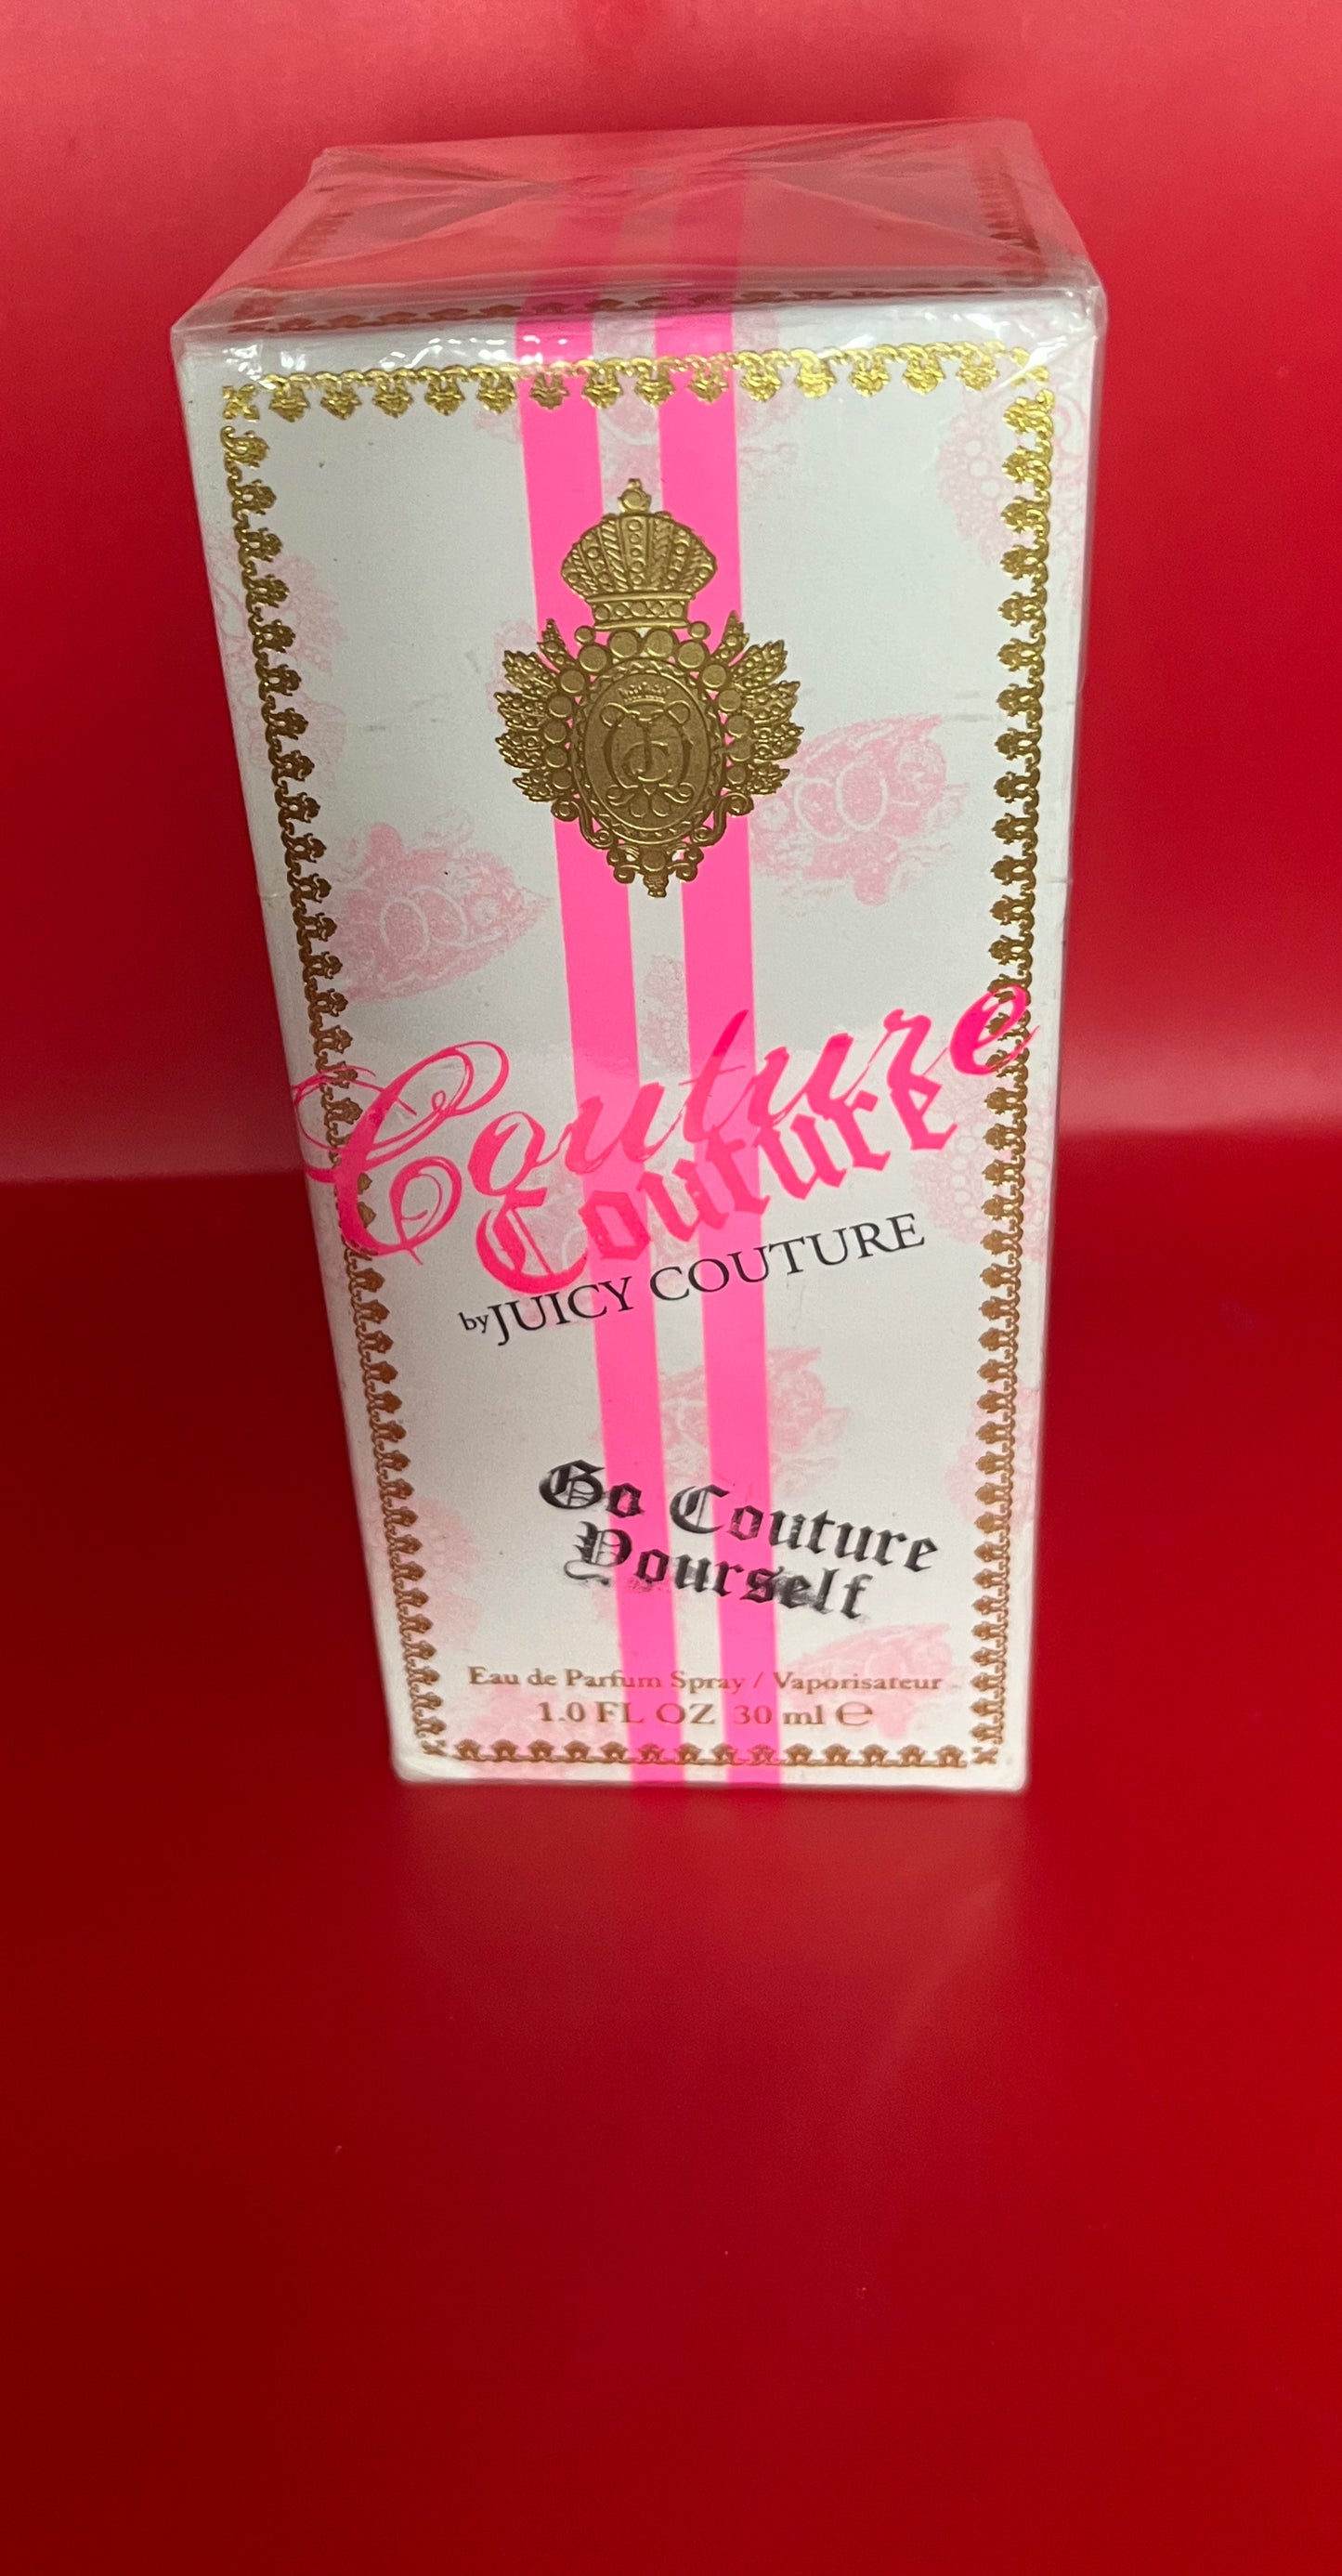 Couture
Couture
by JUICY COUTURE
Go Couture
Yourself
Eau de Parfum Spray / Vaporisateur
1.0 FL OZ 30 ml ℮